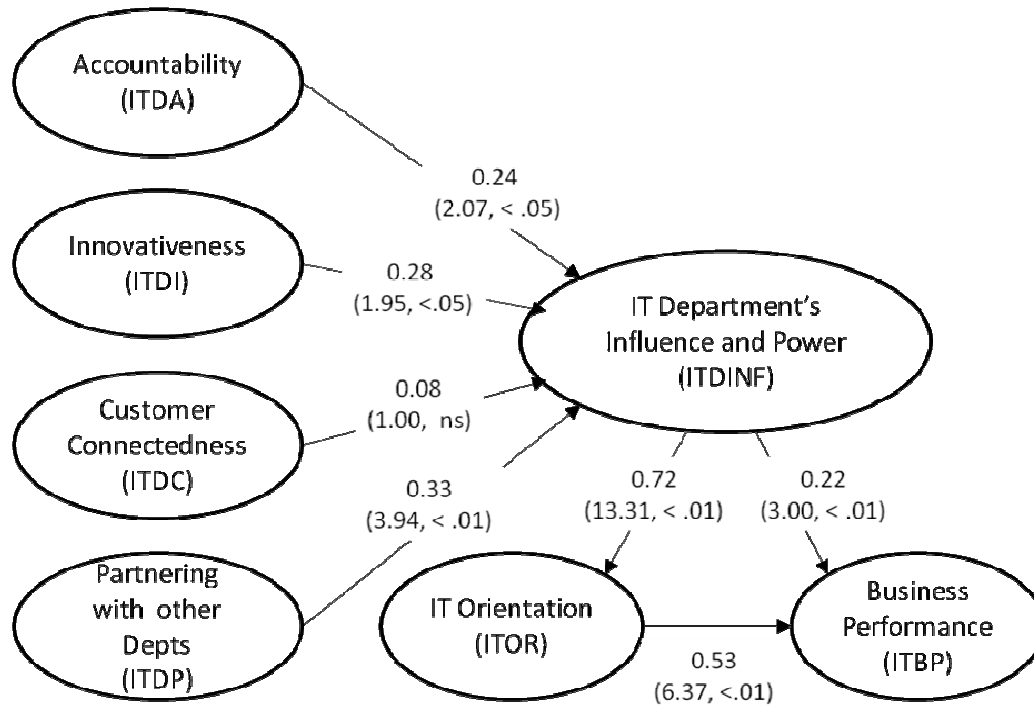 Accountability
(ITDA)
0.24
(2.07, < .05)
Innovativeness
(ITDI)
0.28
(1.95, <.05)
IT Department's
Influence and Power
(ITDINF)
Customer
Connectedness
(ITDC)
0.08
(1.00, ns)
0.33
(3.94, < .01)
0.72
(13.31, < .01)
0.22
(3.00, < .01)
Partnering
with other
Depts
(ITDP)
IT Orientation
(ITOR)
Business
Performance
(ITBP)
0.53
(6.37, <.01)